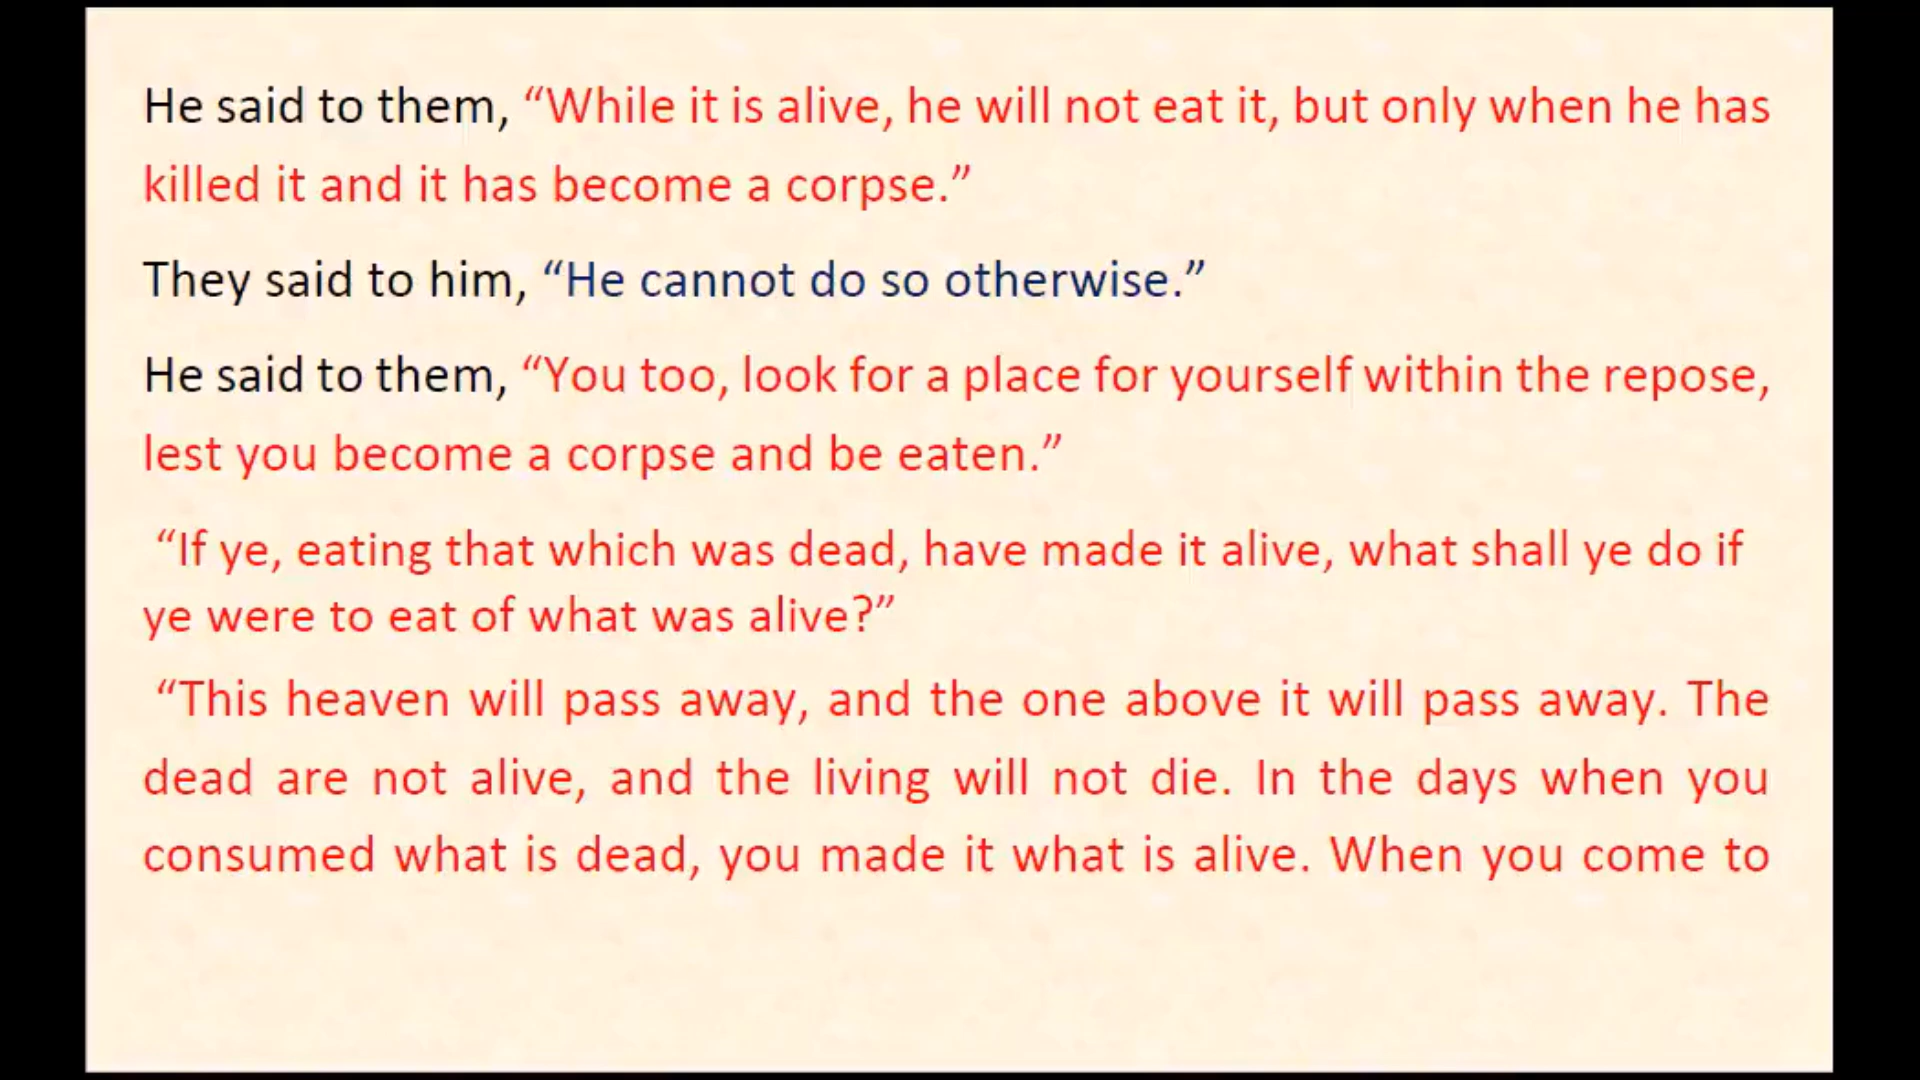 He said to them, “While it is alive, he will not eat it, but only when he has
killed it and it has become a corpse.”
They said to him, “He cannot do so otherwise.”
He said to them, “You too, look for a place for yourself within the repose,
lest you become a corpse and be eaten.”
“If ye, eating that which was dead, have made it alive, what shall ye do if
ye were to eat of what was alive?”
“This heaven will pass away, and the one above it will pass away. The
dead are not alive, and the living will not die. In the days when you
consumed what is dead, you made it what is alive. When you come to